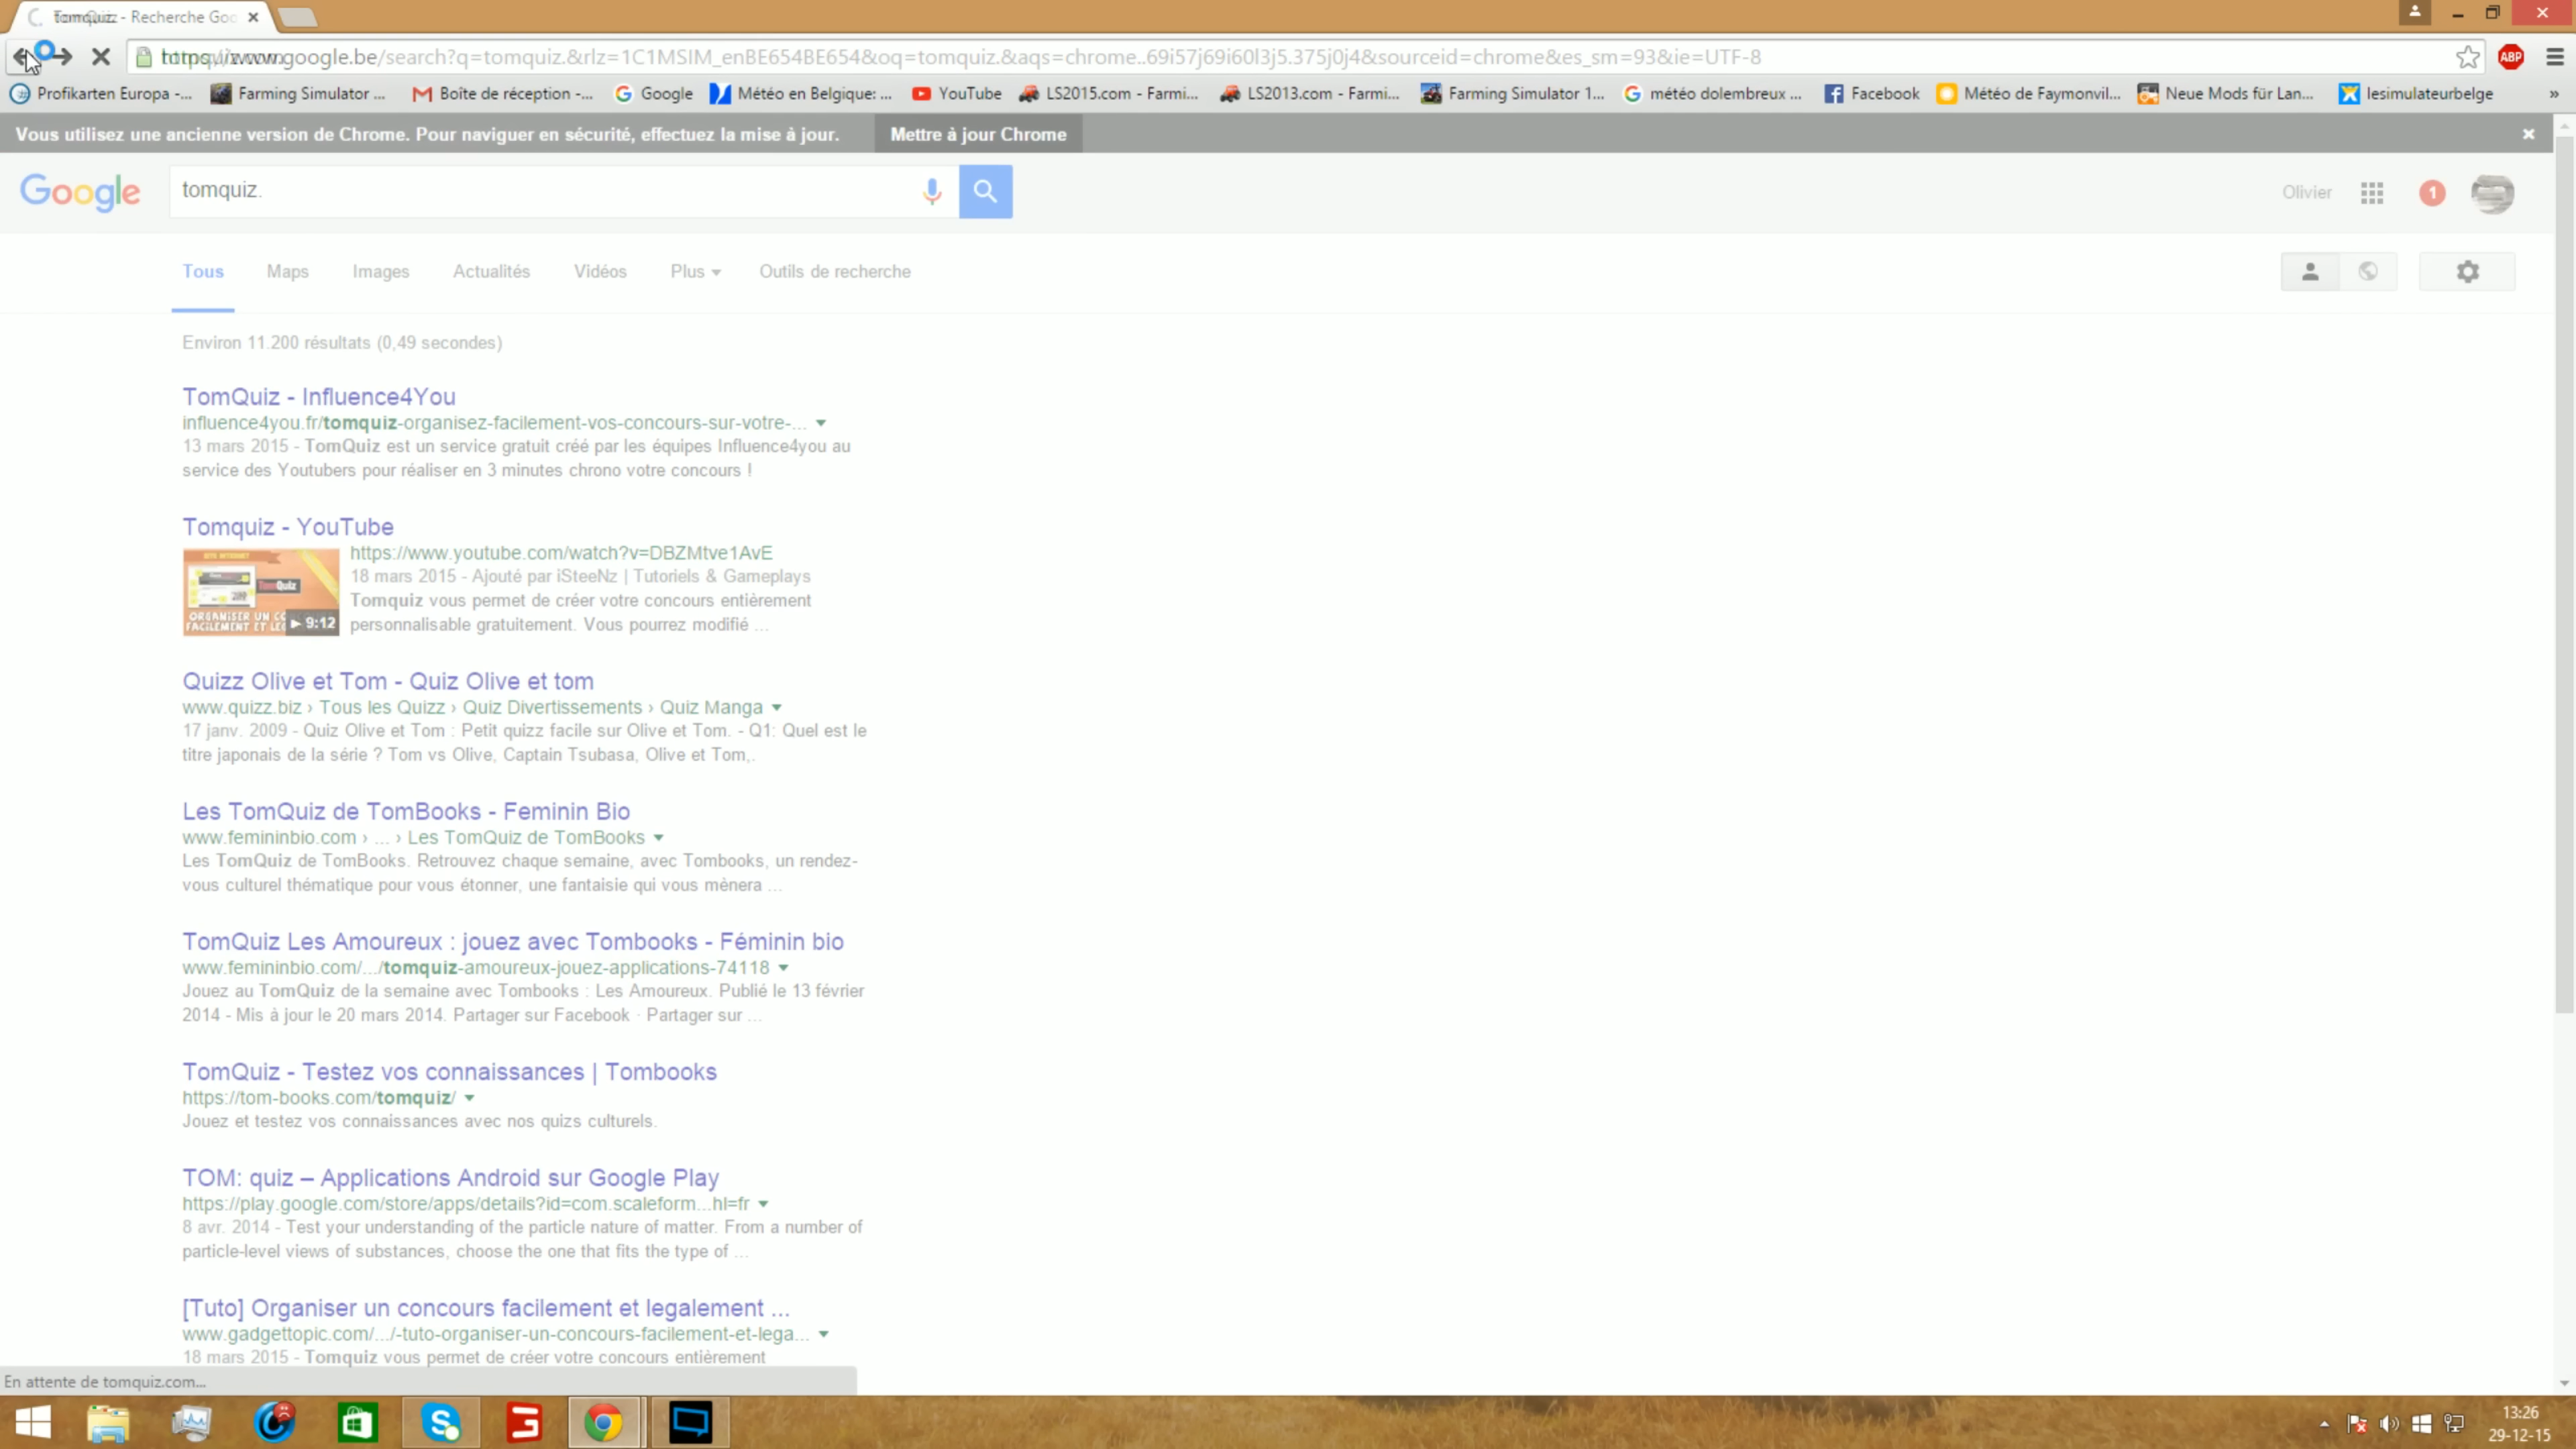 TomQuiz - Recherche Goo
https://www.google.be/search?q=tomquiz.&rlz=1C1MSIM_enBE654BE654&oq=tomquiz.&aqs=chrome..69i57j69i60l3j5.375j0j4&sourceid=chrome&es_sm=93&ie=UTF-8
ABP
Profikarten Europa -... Farming Simulator ... Boîte de réception -... Google Météo en Belgique: ... YouTube LS2015.com - Farmi... LS2013.com - Farmi... Farming Simulator 1... météo dolembreux ... Facebook Météo de Faymonvil... Neue Mods für Lan... lesimulateurbelge »
Vous utilisez une ancienne version de Chrome. Pour naviguer en sécurité, effectuez la mise à jour. Mettre à jour Chrome
Google tomquiz. Olivier 1
Tous Maps Images Actualités Vidéos Plus Outils de recherche
Environ 11.200 résultats (0,49 secondes)
TomQuiz - Influence4You
influence4you.fr/tomquiz-organisez-facilement-vos-concours-sur-votre-...
13 mars 2015 - TomQuiz est un service gratuit créé par les équipes Influence4you au
service des Youtubers pour réaliser en 3 minutes chrono votre concours !
Tomquiz - YouTube
https://www.youtube.com/watch?v=DBZMtve1AvE
18 mars 2015 - Ajouté par iSteeNz | Tutoriels & Gameplays
Tomquiz vous permet de créer votre concours entièrement
personnalisable gratuitement. Vous pourrez modifié ...
SITE INTERNET
TomQuiz
ORGANISER UN CO
FACILEMENT ET LEG
9:12
Quizz Olive et Tom - Quiz Olive et tom
www.quizz.biz › Tous les Quizz › Quiz Divertissements › Quiz Manga
17 janv. 2009 - Quiz Olive et Tom : Petit quizz facile sur Olive et Tom. - Q1: Quel est le
titre japonais de la série ? Tom vs Olive, Captain Tsubasa, Olive et Tom,.
Les TomQuiz de TomBooks - Feminin Bio
www.femininbio.com › ... › Les TomQuiz de TomBooks
Les TomQuiz de TomBooks. Retrouvez chaque semaine, avec Tombooks, un rendez-
vous culturel thématique pour vous étonner, une fantaisie qui vous mènera ...
TomQuiz Les Amoureux : jouez avec Tombooks - Féminin bio
www.femininbio.com/.../tomquiz-amoureux-jouez-applications-74118
Jouez au TomQuiz de la semaine avec Tombooks : Les Amoureux. Publié le 13 février
2014 - Mis à jour le 20 mars 2014. Partager sur Facebook · Partager sur ...
TomQuiz - Testez vos connaissances | Tombooks
https://tom-books.com/tomquiz/
Jouez et testez vos connaissances avec nos quizs culturels.
TOM: quiz – Applications Android sur Google Play
https://play.google.com/store/apps/details?id=com.scaleform...hl=fr
8 avr. 2014 - Test your understanding of the particle nature of matter. From a number of
particle-level views of substances, choose the one that fits the type of ...
[Tuto] Organiser un concours facilement et legalement ...
www.gadgettopic.com/.../-tuto-organiser-un-concours-facilement-et-lega...
18 mars 2015 - Tomquiz vous permet de créer votre concours entièrement
En attente de tomquiz.com...
13:26
29-12-15